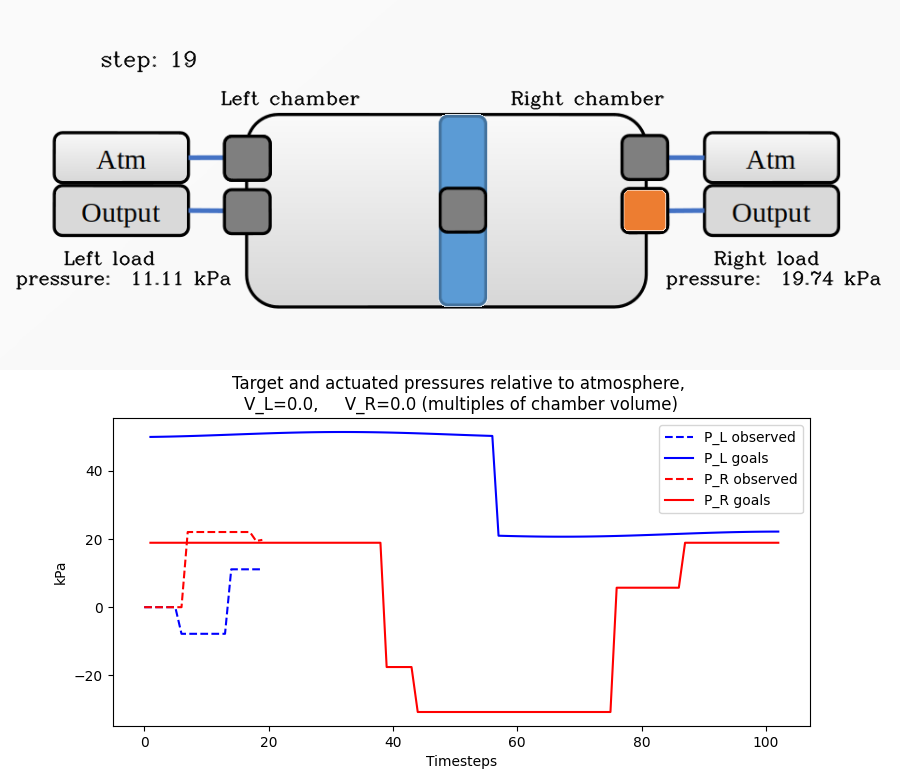 step: 19
Left chamber
Right chamber
Atm
Atm
Output
Output
Left load
pressure: 11.11 kPa
Right load
pressure: 19.74 kPa
Target and actuated pressures relative to atmosphere,
V_L=0.0, V_R=0.0 (multiples of chamber volume)
P_L observed
P_L goals
P_R observed
P_R goals
kPa
40
20
0
−20
0 20 40 60 80 100
Timesteps